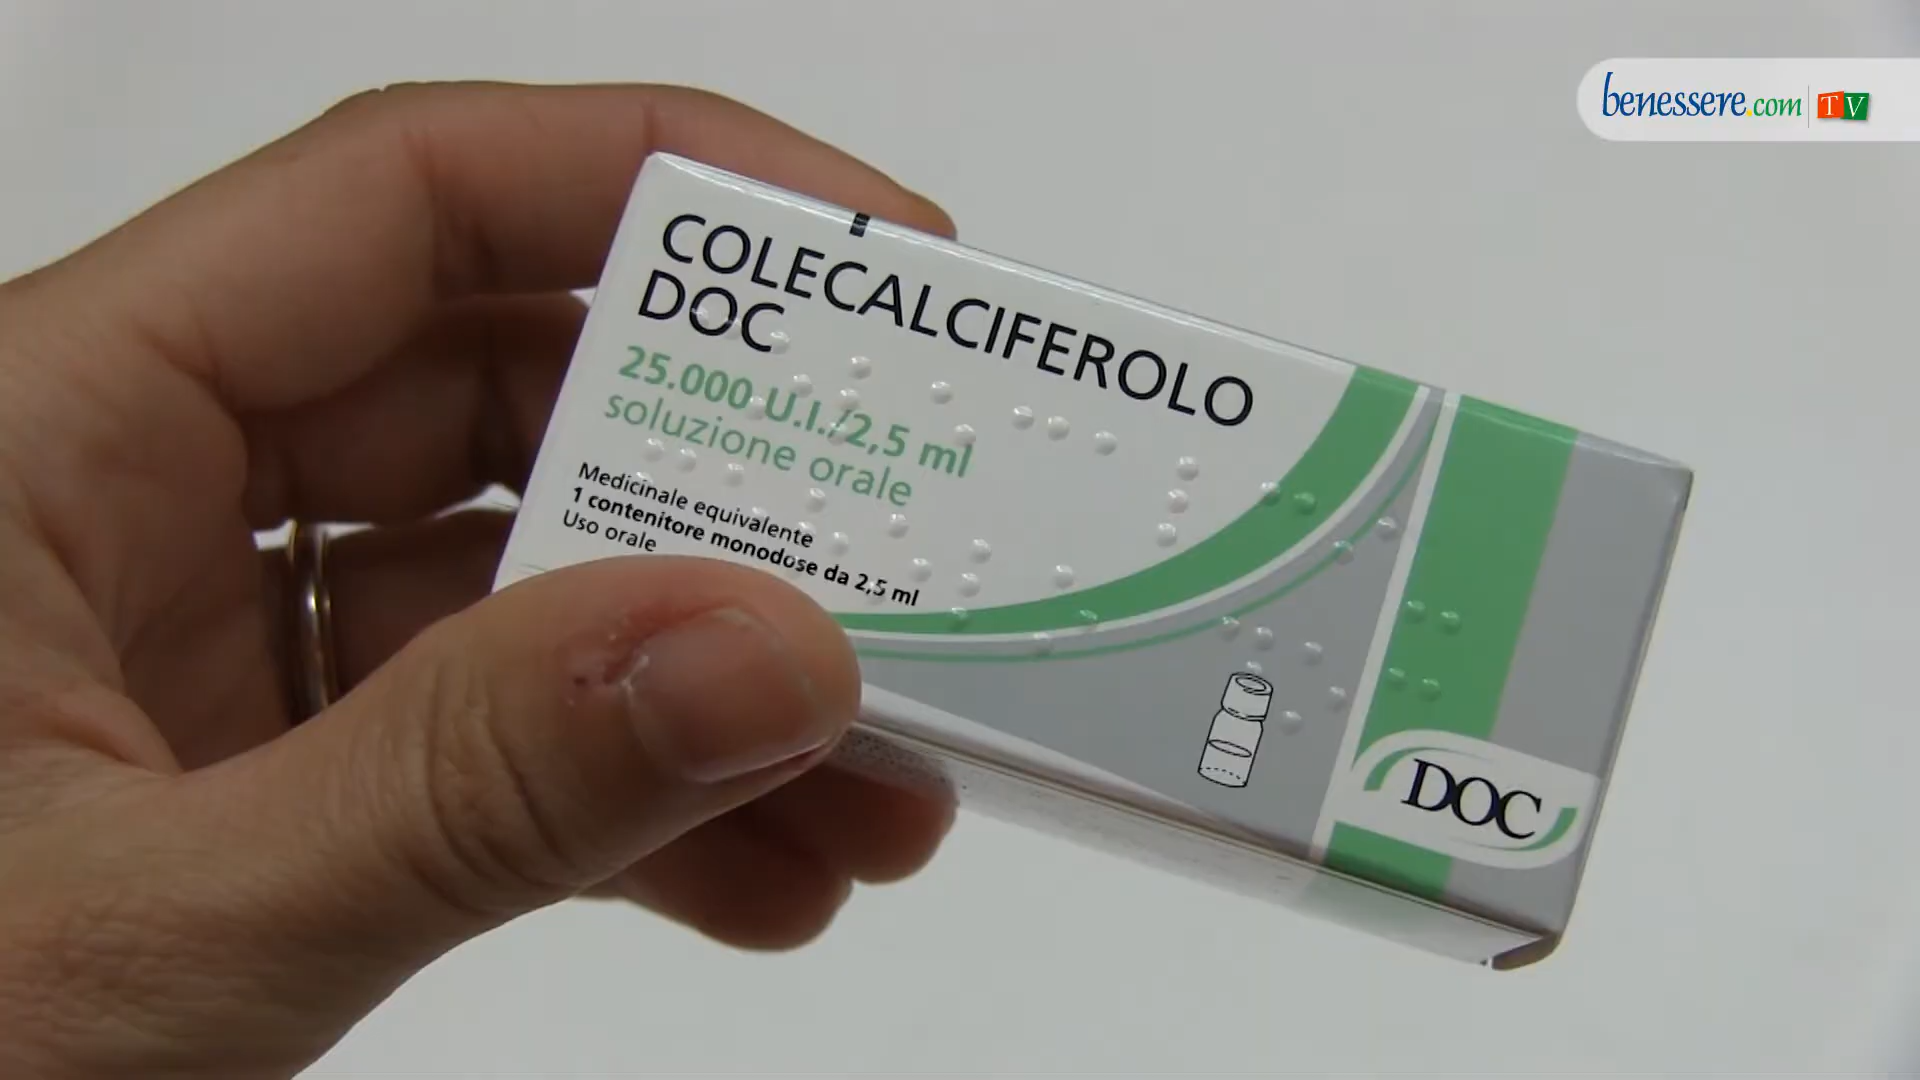 benessere.com TV
COLECALCIFEROLO
DOC
25.000 U.I./2,5 ml
soluzione orale
Medicinale equivalente
1 contenitore monodose da 2,5 ml
Uso orale
DOC